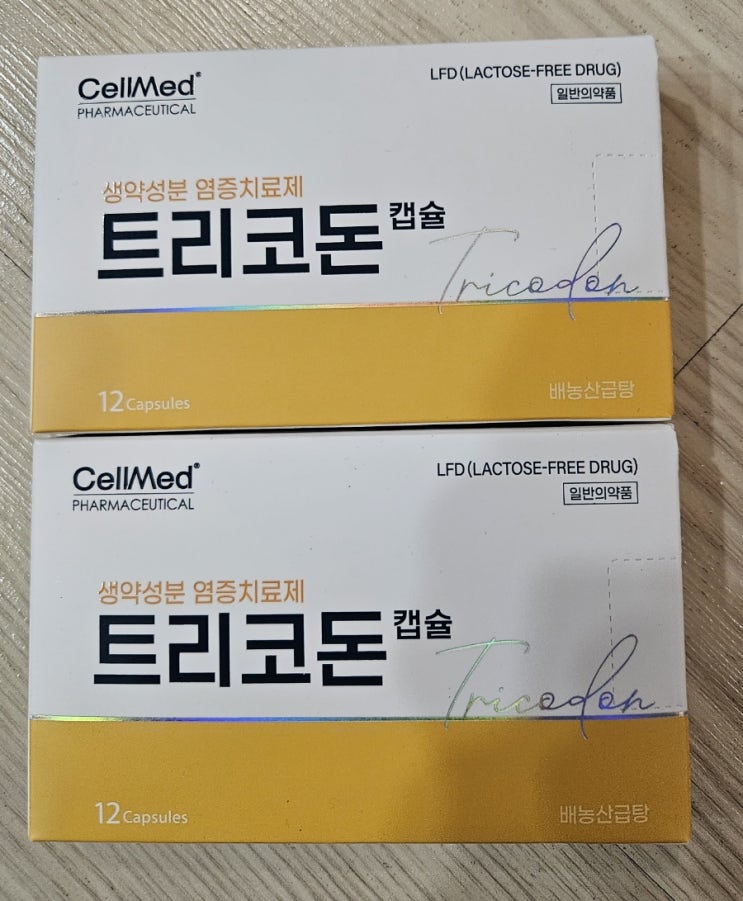 CellMed®
PHARMACEUTICAL
LFD (LACTOSE-FREE DRUG)
일반의약품
생약성분 염증치료제
트리코돈 캡슐
Tricodon
12 Capsules
배농산급탕
CellMed®
PHARMACEUTICAL
LFD (LACTOSE-FREE DRUG)
일반의약품
생약성분 염증치료제
트리코돈 캡슐
Tricodon
12 Capsules
배농산급탕